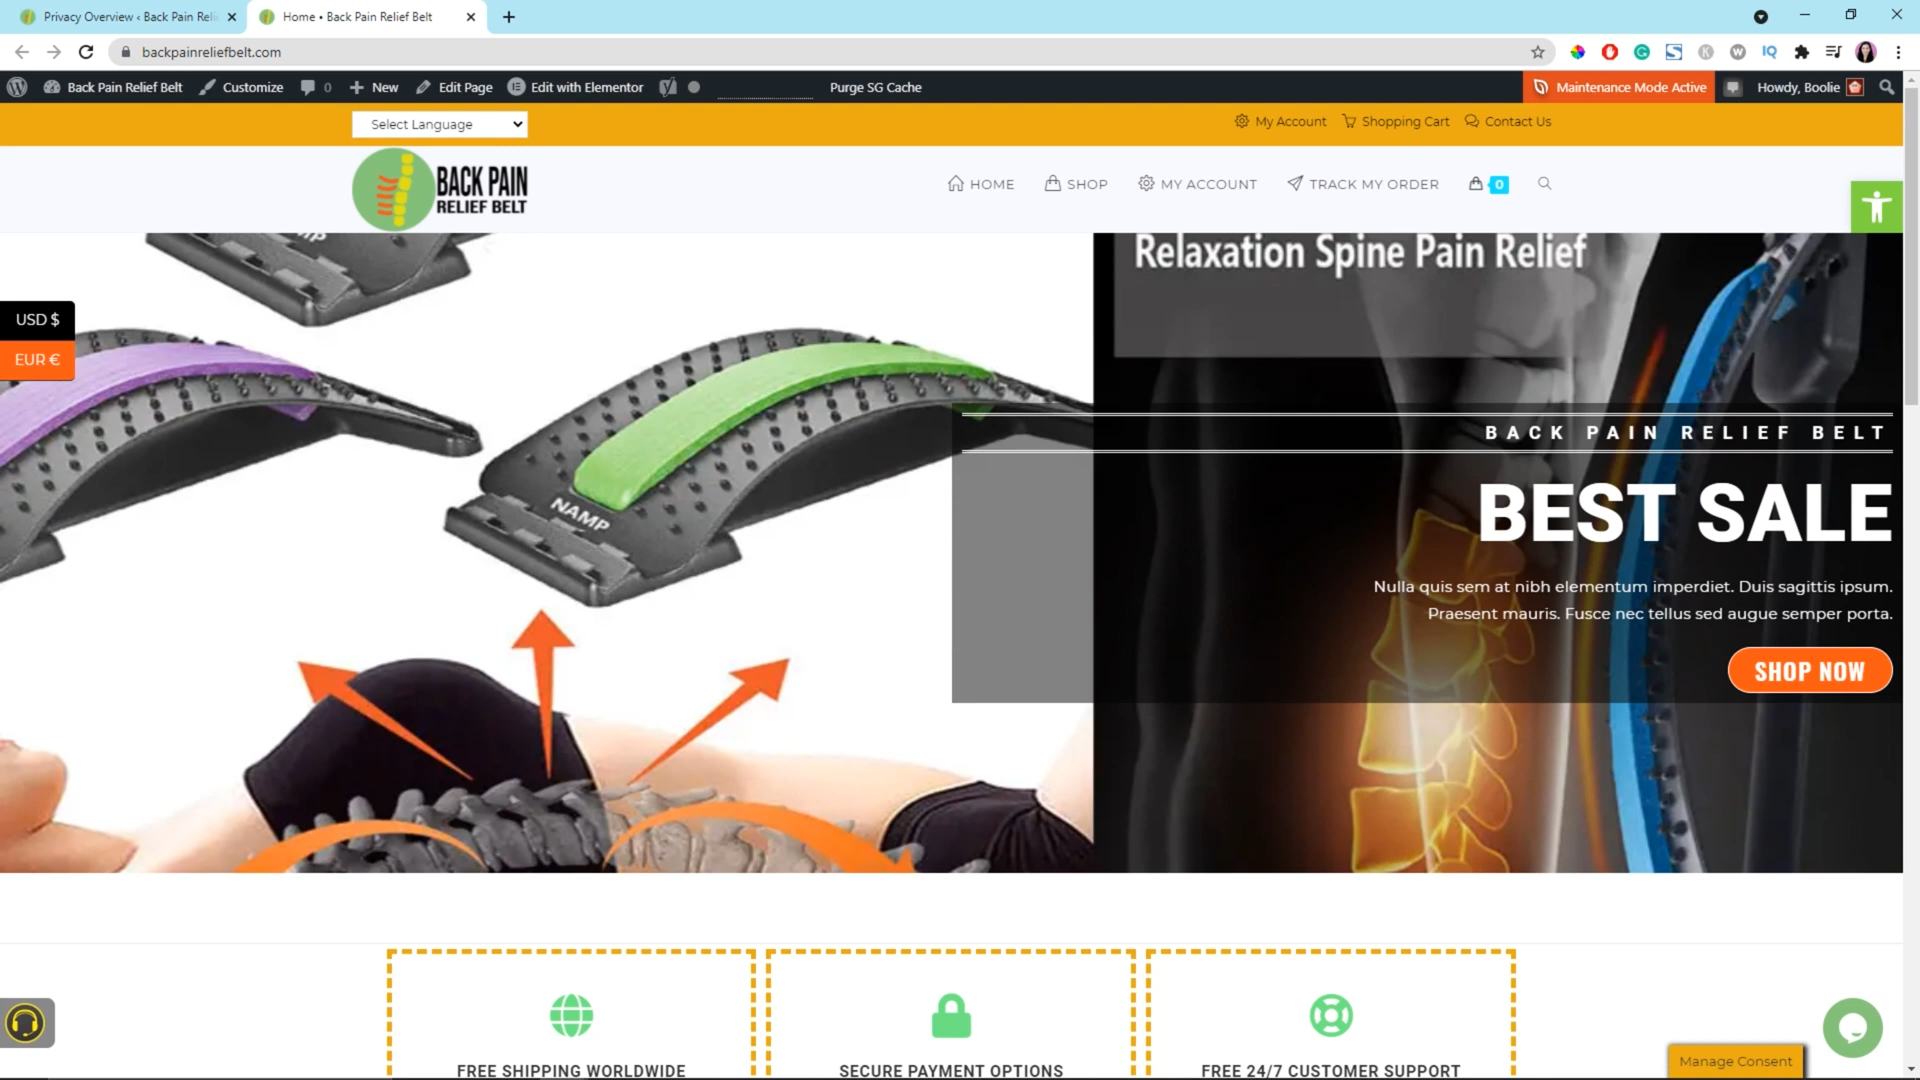 Privacy Overview ‹ Back Pain Reli
Home • Back Pain Relief Belt
backpainreliefbelt.com
Back Pain Relief Belt
Customize
0
New
Edit Page
Edit with Elementor
Purge SG Cache
Maintenance Mode Active
Howdy, Boolie
Select Language
My Account
Shopping Cart
Contact Us
BACK PAIN
RELIEF BELT
HOME
SHOP
MY ACCOUNT
TRACK MY ORDER
0
Relaxation Spine Pain Relief
USD $
EUR €
NAMP
BACK PAIN RELIEF BELT
BEST SALE
Nulla quis sem at nibh elementum imperdiet. Duis sagittis ipsum.
Praesent mauris. Fusce nec tellus sed augue semper porta.
SHOP NOW
FREE SHIPPING WORLDWIDE
SECURE PAYMENT OPTIONS
FREE 24/7 CUSTOMER SUPPORT
Manage Consent